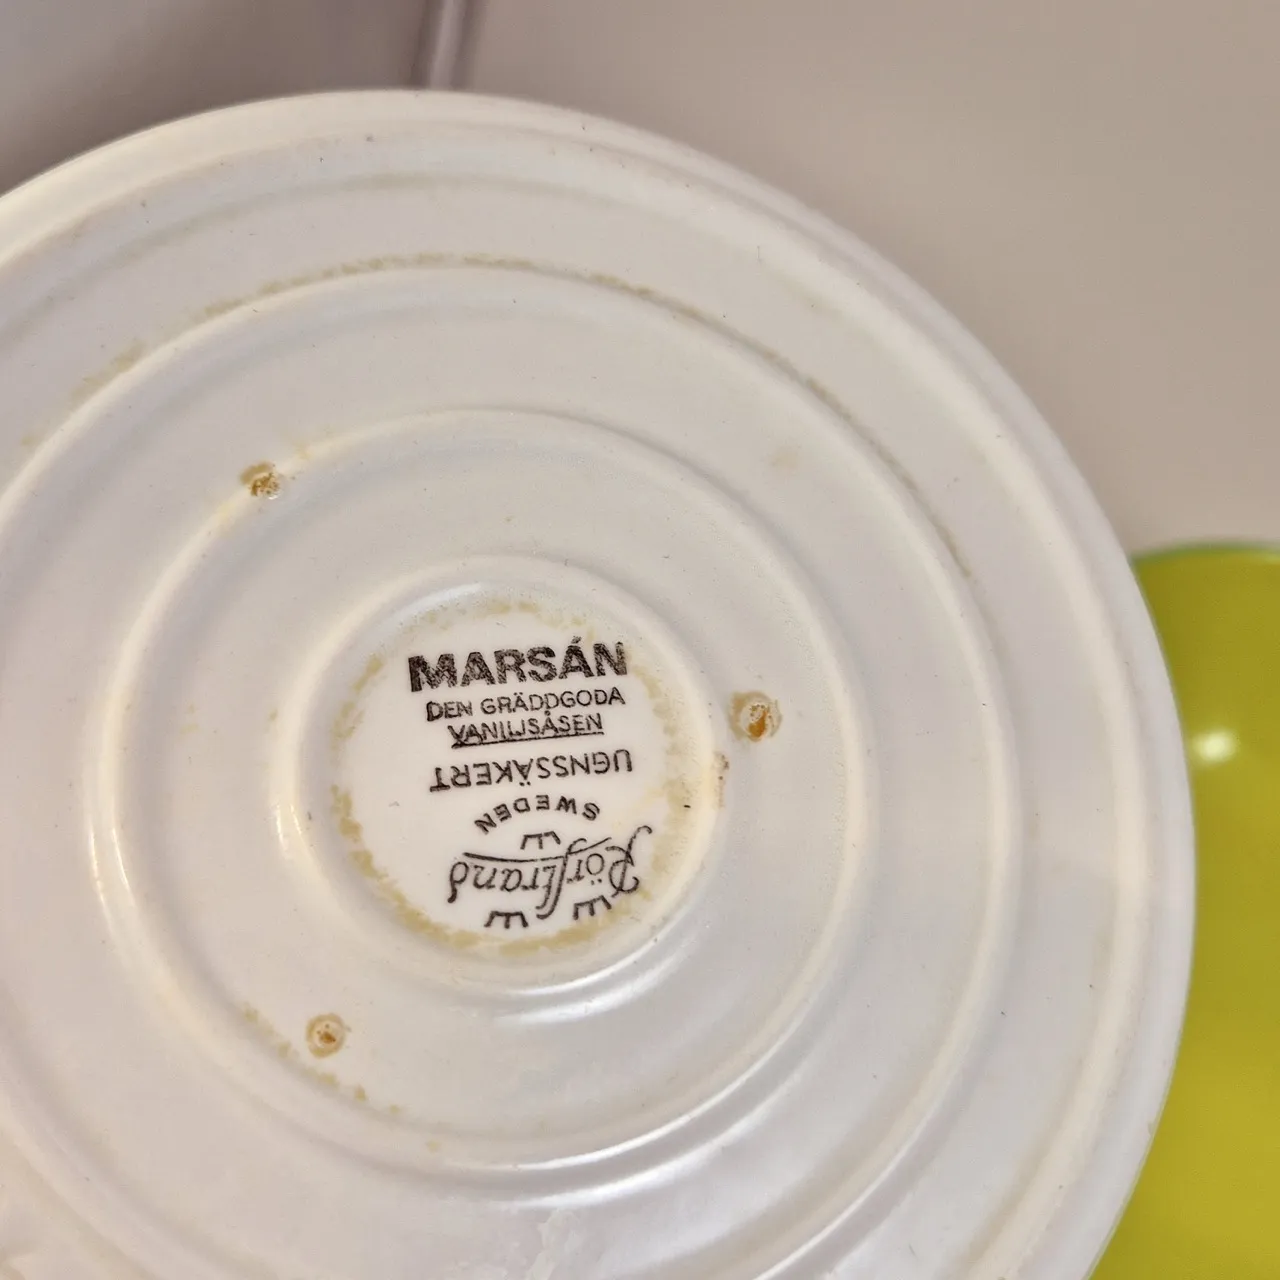 MARSÁN
DEN GRÄDDGODA
VANILJSÅSEN
UGNSSÄKERT
SWEDEN
Rörstrand